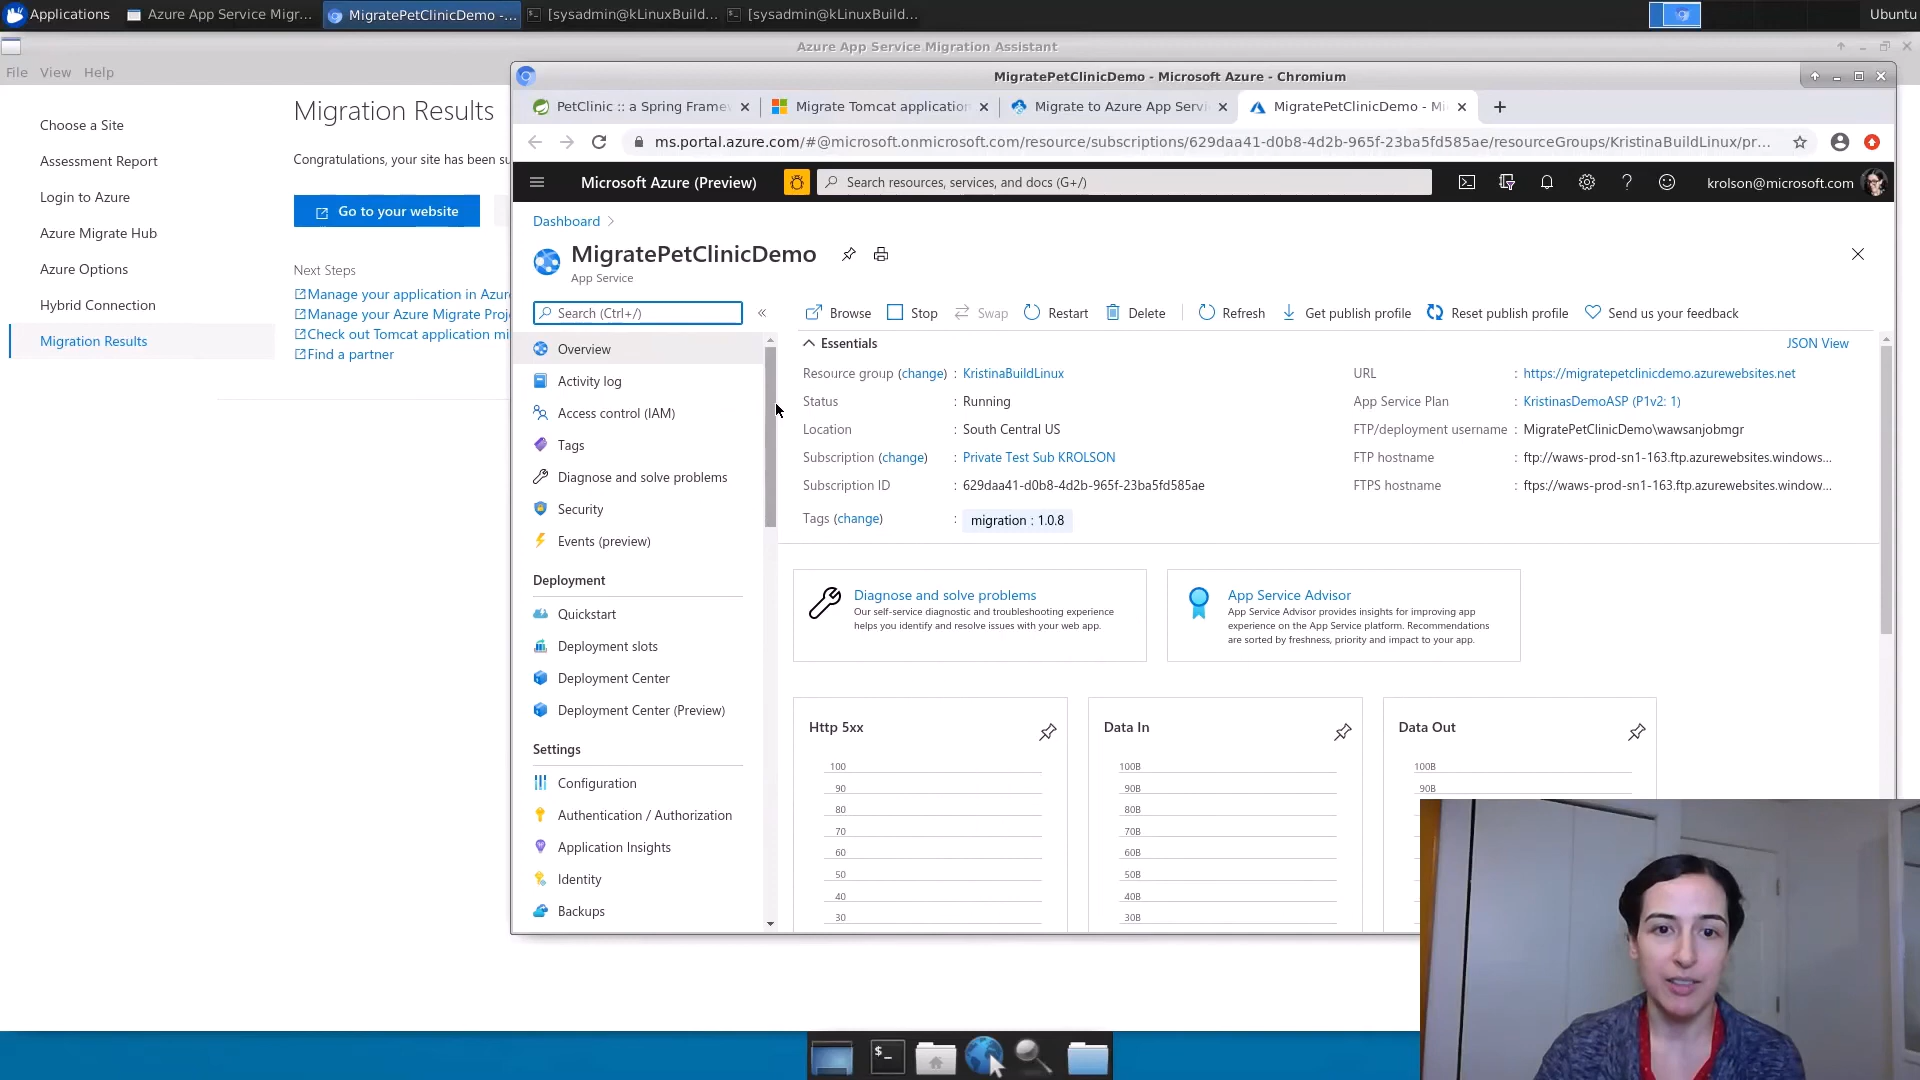 Applications
Azure App Service Migr...
MigratePetClinicDemo -...
[sysadmin@kLinuxBuild...
[sysadmin@kLinuxBuild...
Ubuntu
Azure App Service Migration Assistant
File View Help
Choose a Site
Assessment Report
Login to Azure
Azure Migrate Hub
Azure Options
Hybrid Connection
Migration Results
Migration Results
Congratulations, your site has been su
Go to your website
Next Steps
Manage your application in Azur
Manage your Azure Migrate Proj
Check out Tomcat application mi
Find a partner
MigratePetClinicDemo - Microsoft Azure - Chromium
PetClinic :: a Spring Framew
Migrate Tomcat application
Migrate to Azure App Servi
MigratePetClinicDemo - Mi
ms.portal.azure.com/#@microsoft.onmicrosoft.com/resource/subscriptions/629daa41-d0b8-4d2b-965f-23ba5fd585ae/resourceGroups/KristinaBuildLinux/pr...
Microsoft Azure (Preview)
Search resources, services, and docs (G+/)
krolson@microsoft.com
Dashboard
MigratePetClinicDemo
App Service
Search (Ctrl+/)
Overview
Activity log
Access control (IAM)
Tags
Diagnose and solve problems
Security
Events (preview)
Deployment
Quickstart
Deployment slots
Deployment Center
Deployment Center (Preview)
Settings
Configuration
Authentication / Authorization
Application Insights
Identity
Backups
Browse Stop Swap Restart Delete Refresh Get publish profile Reset publish profile Send us your feedback
Essentials
JSON View
Resource group (change) : KristinaBuildLinux
Status : Running
Location : South Central US
Subscription (change) : Private Test Sub KROLSON
Subscription ID : 629daa41-d0b8-4d2b-965f-23ba5fd585ae
Tags (change) : migration : 1.0.8
URL : https://migratepetclinicdemo.azurewebsites.net
App Service Plan : KristinasDemoASP (P1v2: 1)
FTP/deployment username : MigratePetClinicDemo\wawsanjobmgr
FTP hostname : ftp://waws-prod-sn1-163.ftp.azurewebsites.windows...
FTPS hostname : ftps://waws-prod-sn1-163.ftp.azurewebsites.window...
Diagnose and solve problems
Our self-service diagnostic and troubleshooting experience
helps you identify and resolve issues with your web app.
App Service Advisor
App Service Advisor provides insights for improving app
experience on the App Service platform. Recommendations
are sorted by freshness, priority and impact to your app.
Http 5xx
100
90
80
70
60
50
40
30
Data In
100B
90B
80B
70B
60B
50B
40B
30B
Data Out
100B
90B